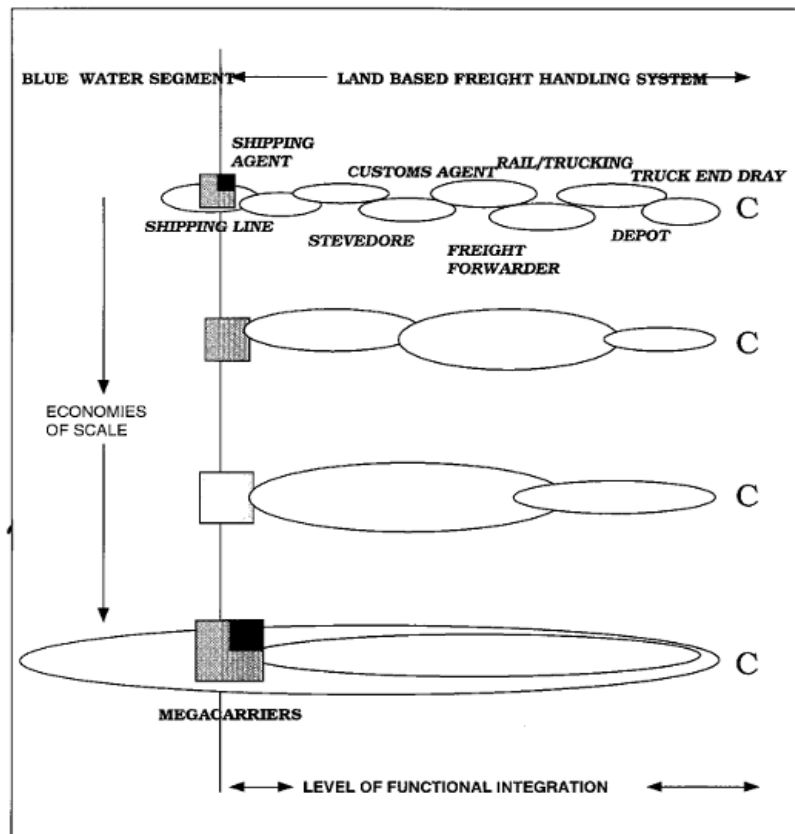 BLUE WATER SEGMENT
LAND BASED FREIGHT HANDLING SYSTEM
SHIPPING
AGENT
CUSTOMS AGENT
RAIL/TRUCKING
TRUCK END DRAY
C
SHIPPING LINE
STEVEDORE
FREIGHT
FORWARDER
DEPOT
C
ECONOMIES
OF SCALE
C
C
MEGACARRIERS
LEVEL OF FUNCTIONAL INTEGRATION